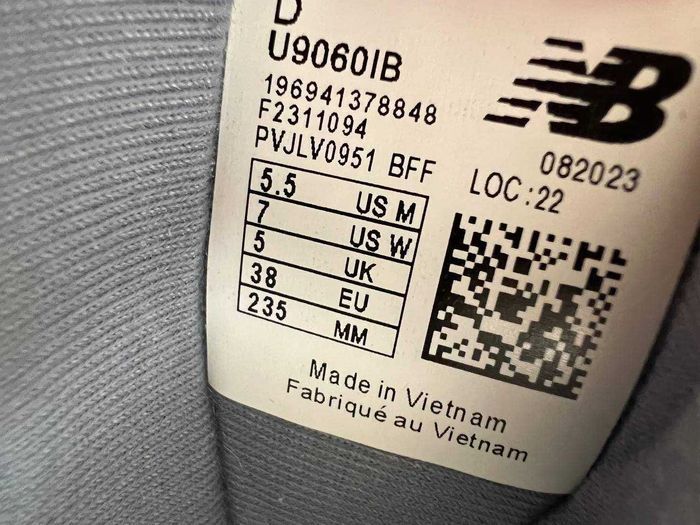 D
U9060IB
NB
196941378848
F2311094
PVJLV0951 BFF
082023
LOC:22
5.5 US M
7 US W
5 UK
38 EU
235 MM
Made in Vietnam
Fabriqué au Vietnam